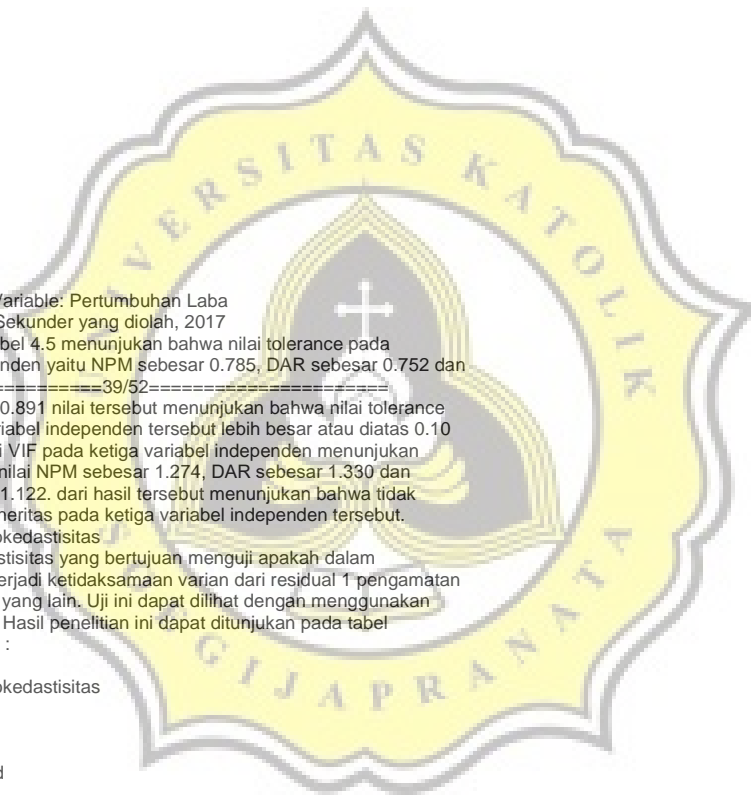 UNIVERSITAS KATOLIK
SOEGIJAPRANATA
Variable: Pertumbuhan Laba
Sekunder yang diolah, 2017
bel 4.5 menunjukan bahwa nilai tolerance pada
nden yaitu NPM sebesar 0.785, DAR sebesar 0.752 dan
==========39/52======================
0.891 nilai tersebut menunjukan bahwa nilai tolerance
riabel independen tersebut lebih besar atau diatas 0.10
i VIF pada ketiga variabel independen menunjukan
nilai NPM sebesar 1.274, DAR sebesar 1.330 dan
1.122. dari hasil tersebut menunjukan bahwa tidak
neritas pada ketiga variabel independen tersebut.
okedastisitas
stisitas yang bertujuan menguji apakah dalam
erjadi ketidaksamaan varian dari residual 1 pengamatan
yang lain. Uji ini dapat dilihat dengan menggunakan
Hasil penelitian ini dapat ditunjukan pada tabel
:
okedastisitas
d